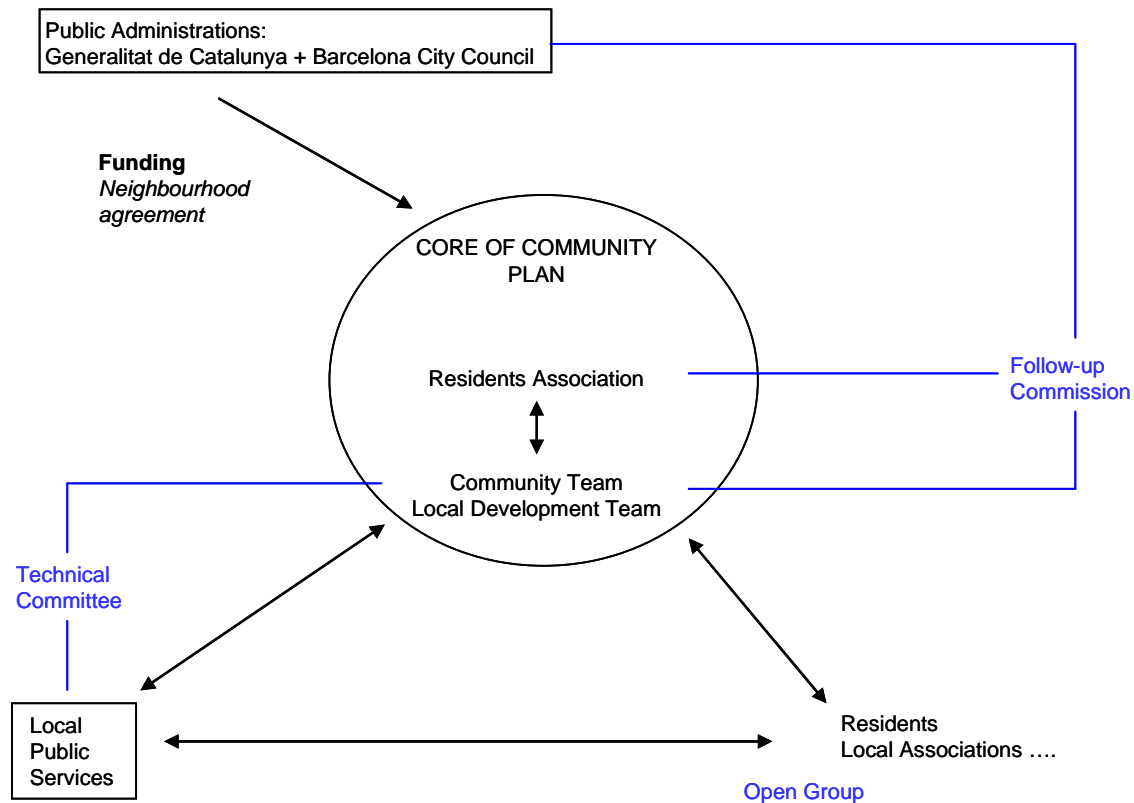 Public Administrations:
Generalitat de Catalunya + Barcelona City Council
Funding
Neighbourhood
agreement
CORE OF COMMUNITY
PLAN
Residents Association
Follow-up
Commission
Community Team
Local Development Team
Technical
Committee
Local
Public
Services
Residents
Local Associations ....
Open Group